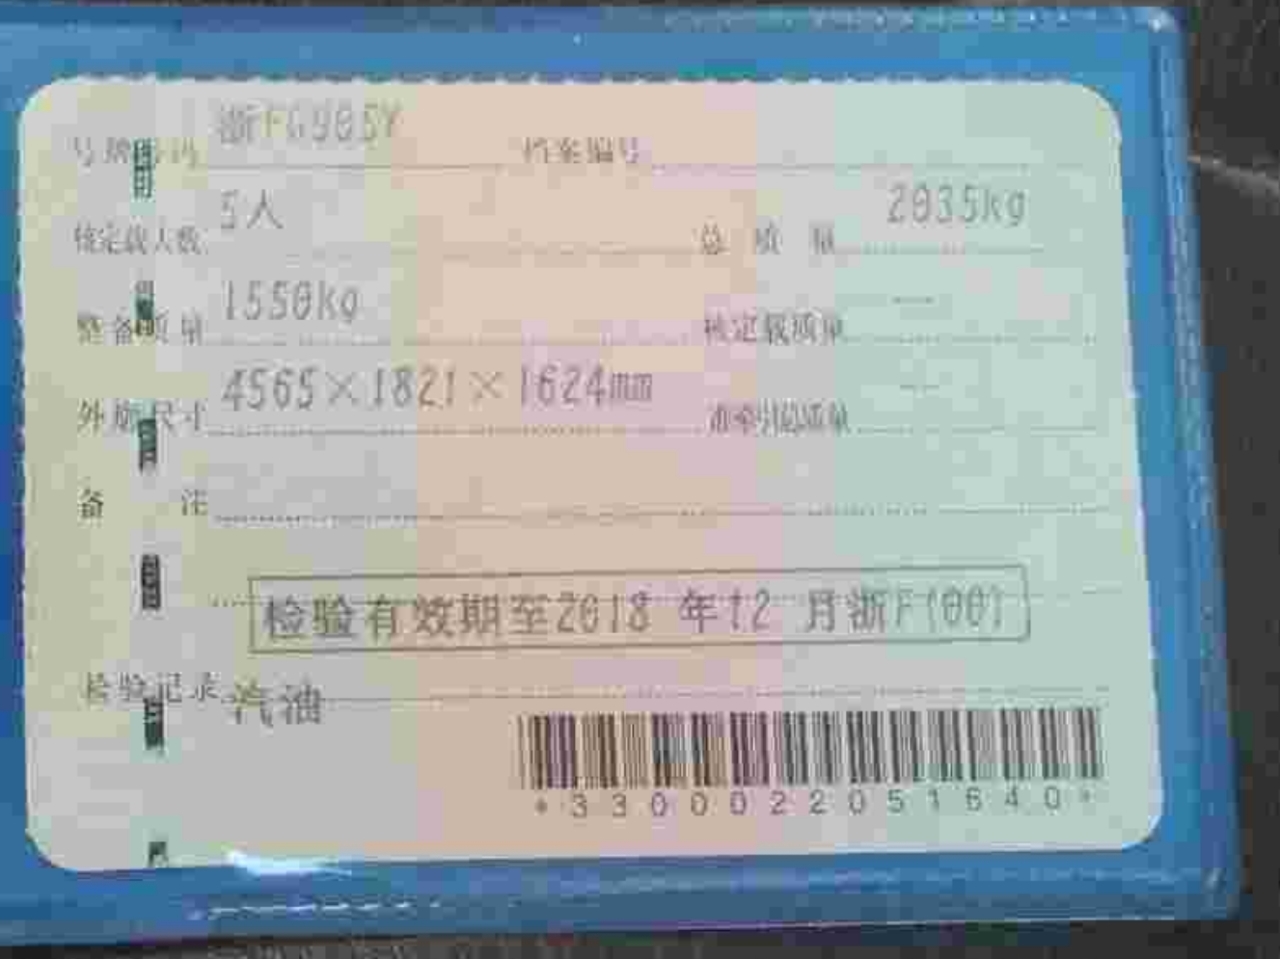 号牌号码 浙FG905Y 档案编号
核定载人数 5人 总质量 2035kg
整备质量 1550kg 核定载质量 --
外廓尺寸 4565×1821×1624mm 准牵引总质量 --
备注
检验有效期至2018 年12 月浙F(00)
检验记录 汽油
*3300022051640*